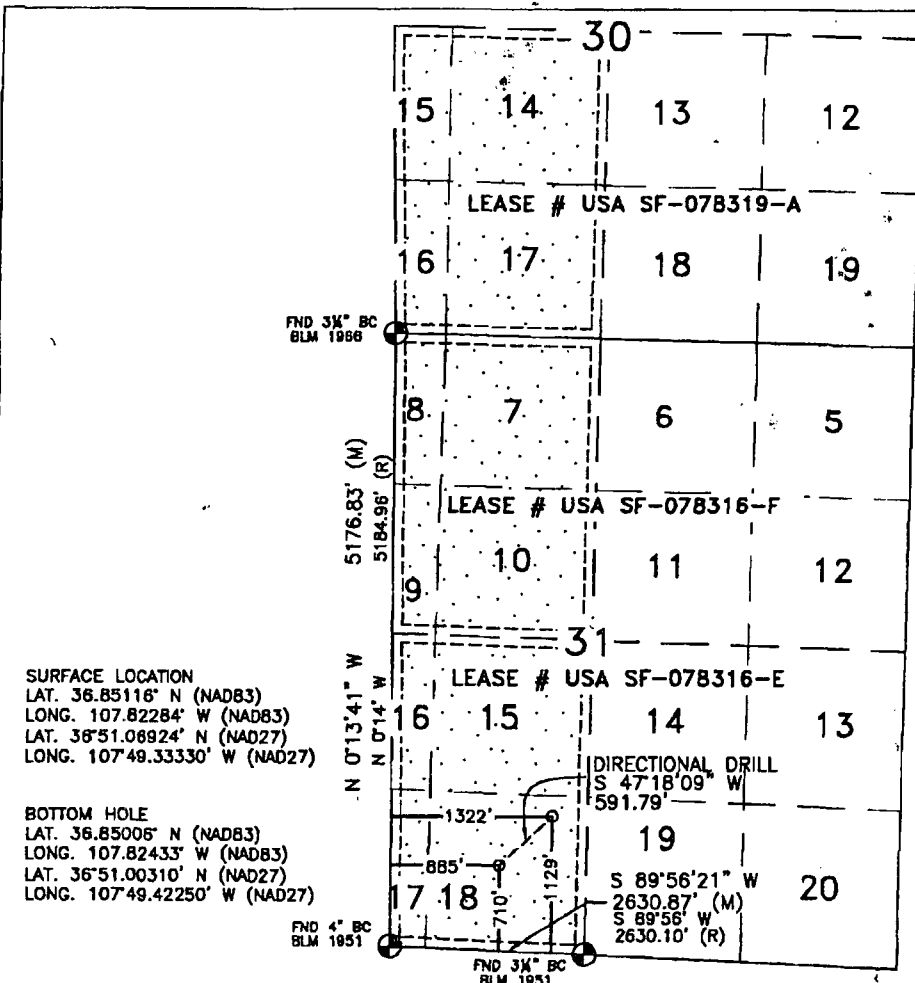 30
15 14 13 12
LEASE # USA SF-078319-A
16 17 18 19
FND 3¼" BC
BLM 1966
8 7 6 5
5176.83' (M)
5184.96' (R)
LEASE # USA SF-078316-F
9 10 11 12
31
N 0°13'41" W
N 0°14' W
LEASE # USA SF-078316-E
16 15 14 13
SURFACE LOCATION
LAT. 36.85116° N (NAD83)
LONG. 107.82284° W (NAD83)
LAT. 36°51.06924' N (NAD27)
LONG. 107°49.33330' W (NAD27)
DIRECTIONAL DRILL
S 47°18'09" W
591.79'
1322'
BOTTOM HOLE
LAT. 36.85006° N (NAD83)
LONG. 107.82433° W (NAD83)
LAT. 36°51.00310' N (NAD27)
LONG. 107°49.42250' W (NAD27)
885'
710'
1129'
17 18 19 20
S 89°56'21" W
2630.87' (M)
S 89°56' W
2630.10' (R)
FND 4" BC
BLM 1951
FND 3¼" BC
BLM 1951